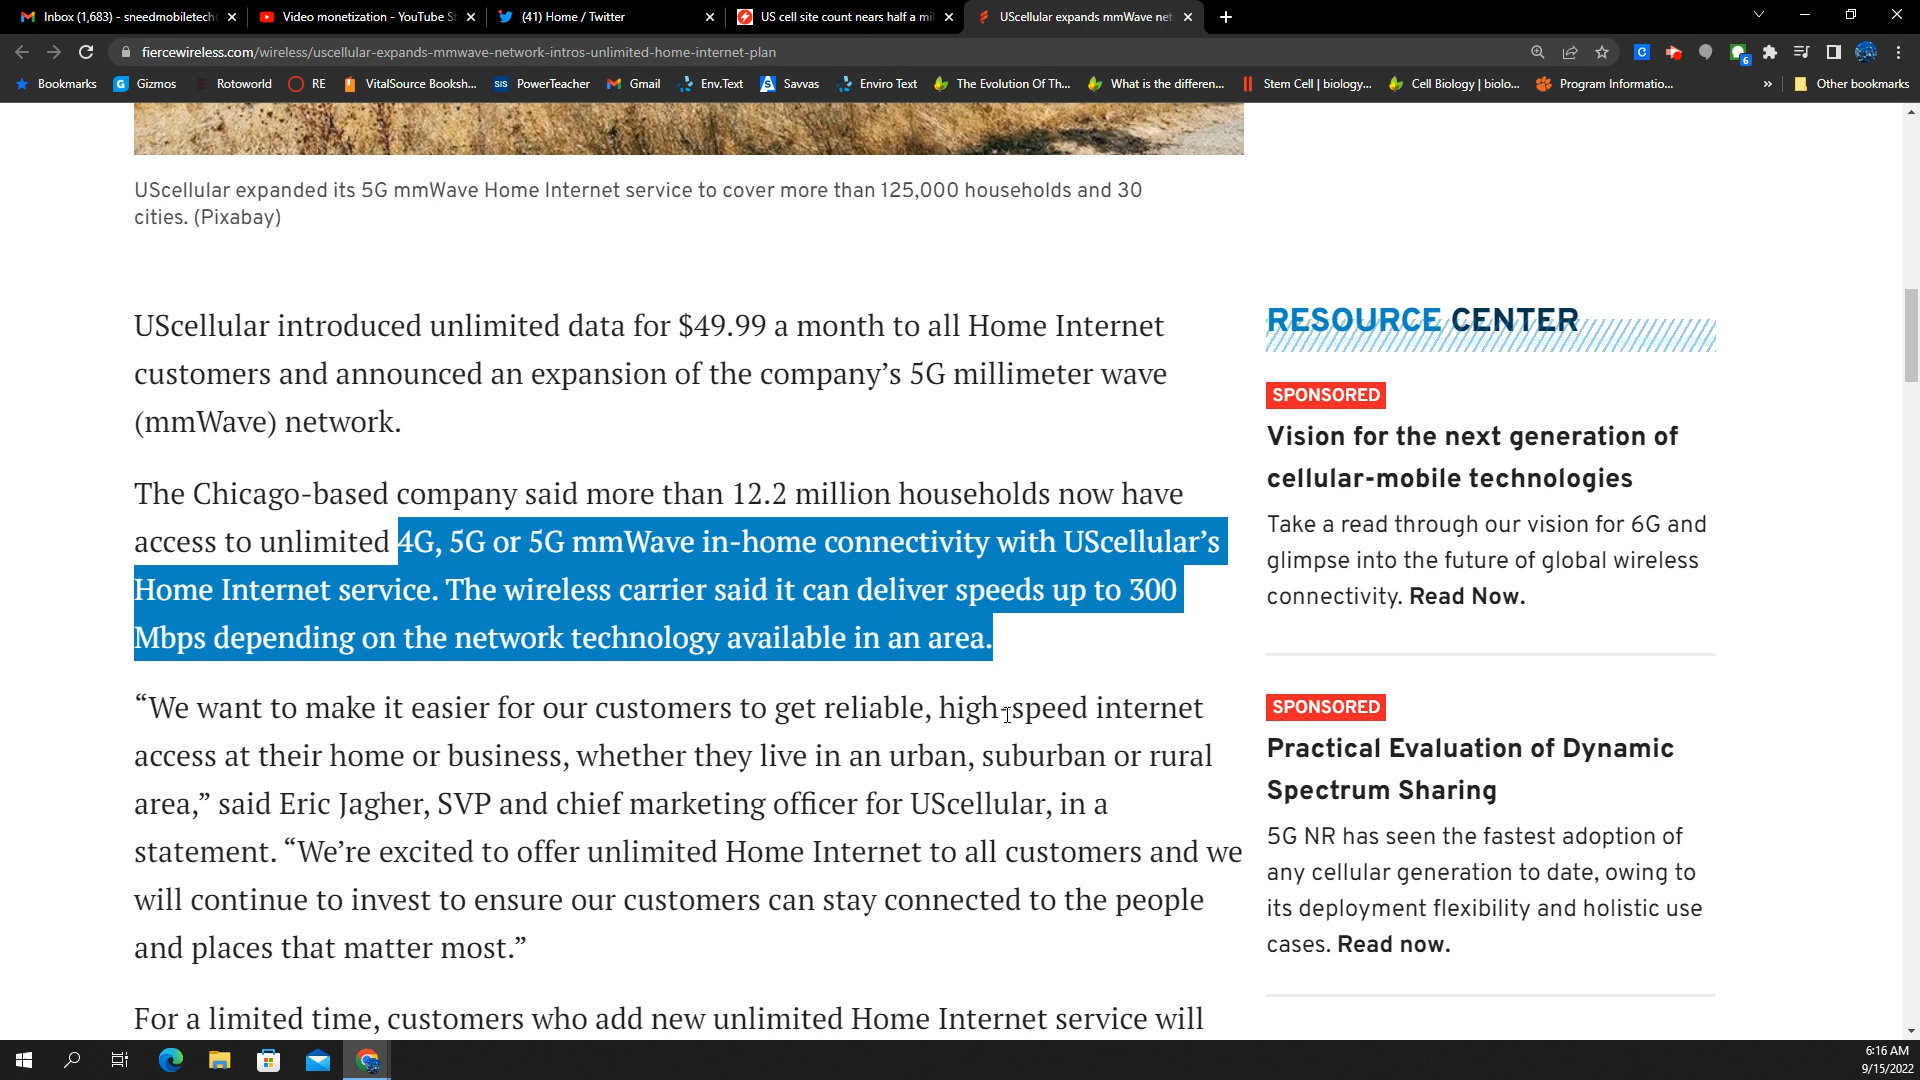 Inbox (1,683) - sneedmobiletech
Video monetization - YouTube S
(41) Home / Twitter
US cell site count nears half a mi
UScellular expands mmWave net
fiercewireless.com/wireless/uscellular-expands-mmwave-network-intros-unlimited-home-internet-plan
Bookmarks
Gizmos
Rotoworld
RE
VitalSource Booksh...
SIS PowerTeacher
Gmail
Env.Text
Savvas
Enviro Text
The Evolution Of Th...
What is the differen...
Stem Cell | biology...
Cell Biology | biolo...
Program Informatio...
»
Other bookmarks
UScellular expanded its 5G mmWave Home Internet service to cover more than 125,000 households and 30
cities. (Pixabay)
UScellular introduced unlimited data for $49.99 a month to all Home Internet
customers and announced an expansion of the company’s 5G millimeter wave
(mmWave) network.
The Chicago-based company said more than 12.2 million households now have
access to unlimited 4G, 5G or 5G mmWave in-home connectivity with UScellular’s
Home Internet service. The wireless carrier said it can deliver speeds up to 300
Mbps depending on the network technology available in an area.
“We want to make it easier for our customers to get reliable, high-speed internet
access at their home or business, whether they live in an urban, suburban or rural
area,” said Eric Jagher, SVP and chief marketing officer for UScellular, in a
statement. “We’re excited to offer unlimited Home Internet to all customers and we
will continue to invest to ensure our customers can stay connected to the people
and places that matter most.”
For a limited time, customers who add new unlimited Home Internet service will
RESOURCE CENTER
SPONSORED
Vision for the next generation of
cellular-mobile technologies
Take a read through our vision for 6G and
glimpse into the future of global wireless
connectivity. Read Now.
SPONSORED
Practical Evaluation of Dynamic
Spectrum Sharing
5G NR has seen the fastest adoption of
any cellular generation to date, owing to
its deployment flexibility and holistic use
cases. Read now.
6:16 AM
9/15/2022